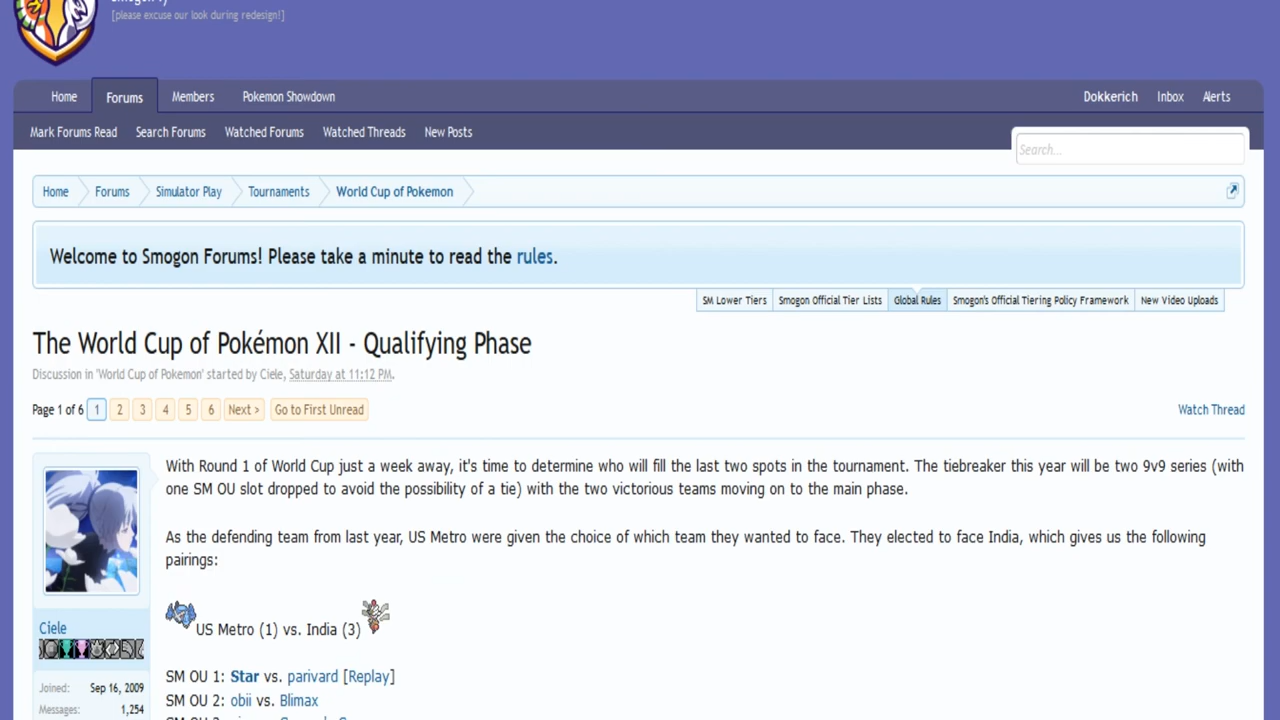 [please excuse our look during redesign!]
Home Forums Members Pokemon Showdown Dokkerich Inbox Alerts
Mark Forums Read Search Forums Watched Forums Watched Threads New Posts
Search...
Home Forums Simulator Play Tournaments World Cup of Pokemon
Welcome to Smogon Forums! Please take a minute to read the rules.
SM Lower Tiers Smogon Official Tier Lists Global Rules Smogon's Official Tiering Policy Framework New Video Uploads
The World Cup of Pokémon XII - Qualifying Phase
Discussion in 'World Cup of Pokemon' started by Ciele, Saturday at 11:12 PM.
Page 1 of 6 1 2 3 4 5 6 Next > Go to First Unread Watch Thread
With Round 1 of World Cup just a week away, it's time to determine who will fill the last two spots in the tournament. The tiebreaker this year will be two 9v9 series (with
one SM OU slot dropped to avoid the possibility of a tie) with the two victorious teams moving on to the main phase.
As the defending team from last year, US Metro were given the choice of which team they wanted to face. They elected to face India, which gives us the following
pairings:
US Metro (1) vs. India (3)
Ciele
Joined: Sep 16, 2009
Messages: 1,254
SM OU 1: Star vs. parivard [Replay]
SM OU 2: obii vs. Blimax